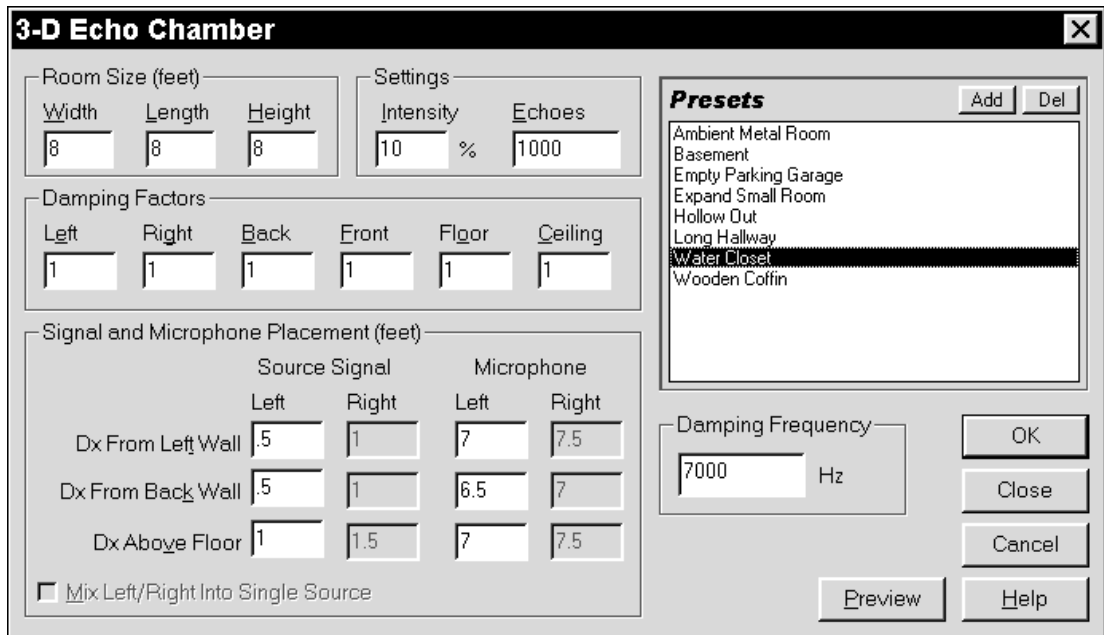 3-D Echo Chamber
Room Size (feet)
Width Length Height
8 8 8
Settings
Intensity Echoes
10 % 1000
Damping Factors
Left Right Back Front Floor Ceiling
1 1 1 1 1 1
Signal and Microphone Placement (feet)
Source Signal Microphone
Left Right Left Right
Dx From Left Wall .5 1 7 7.5
Dx From Back Wall .5 1 6.5 7
Dx Above Floor 1 1.5 7 7.5
Mix Left/Right Into Single Source
Presets Add Del
Ambient Metal Room
Basement
Empty Parking Garage
Expand Small Room
Hollow Out
Long Hallway
Water Closet
Wooden Coffin
Damping Frequency
7000 Hz
OK
Close
Cancel
Preview Help